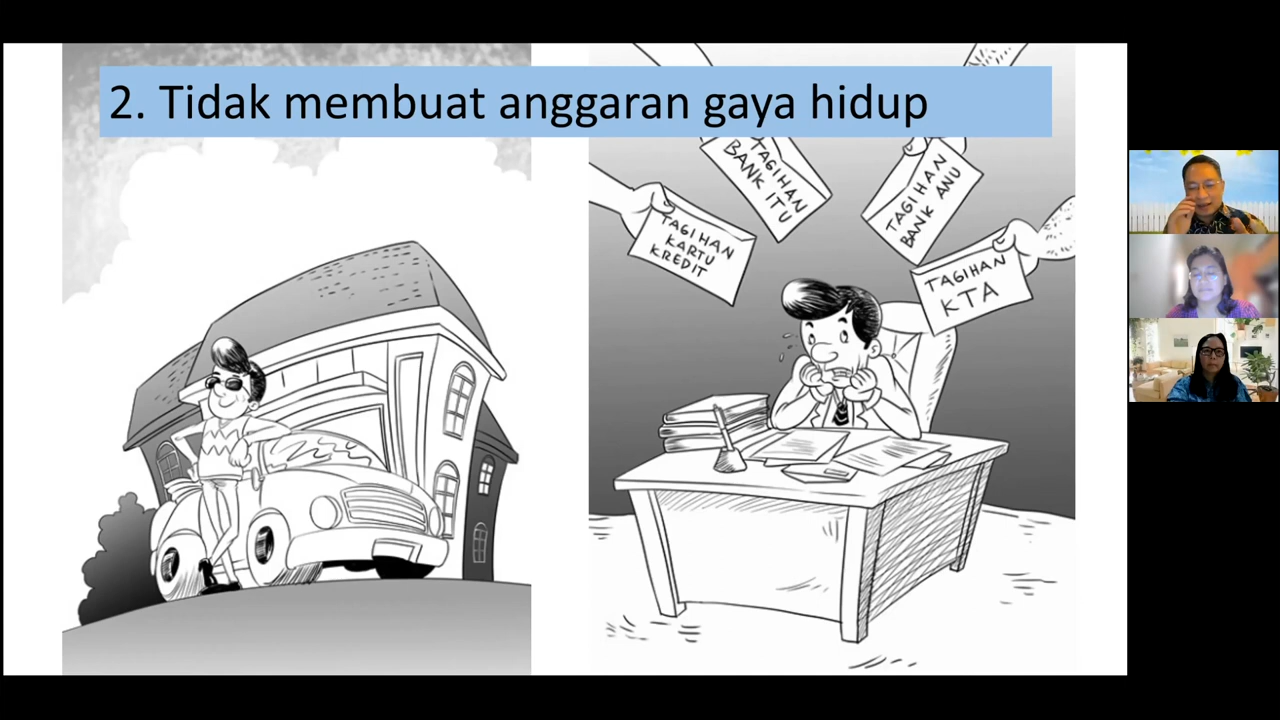 2. Tidak membuat anggaran gaya hidup
TAGIHAN
BANK ITU
TAGIHAN
BANK ANU
TAGIHAN
KARTU
KREDIT
TAGIHAN
KTA